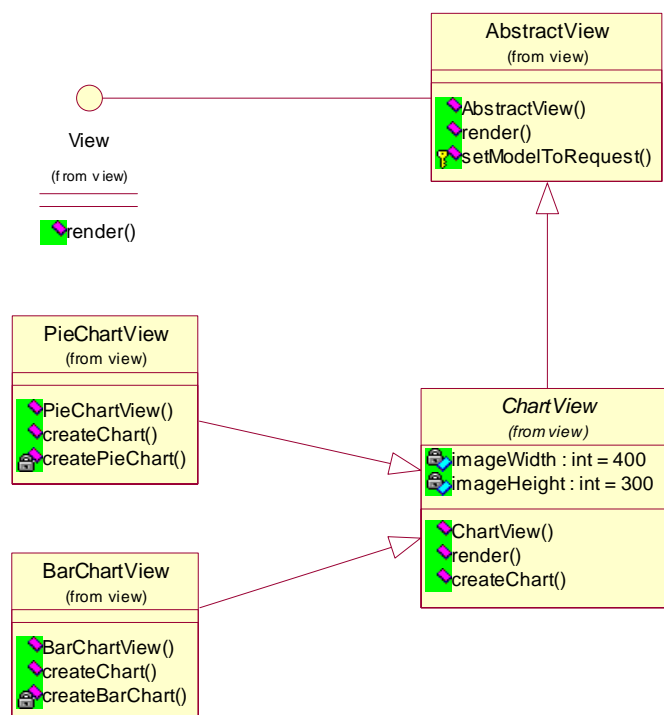 AbstractView
(from view)
AbstractView()
render()
setModelToRequest()
View
(from view)
render()
PieChartView
(from view)
PieChartView()
createChart()
createPieChart()
ChartView
(from view)
imageWidth : int = 400
imageHeight : int = 300
ChartView()
render()
createChart()
BarChartView
(from view)
BarChartView()
createChart()
createBarChart()